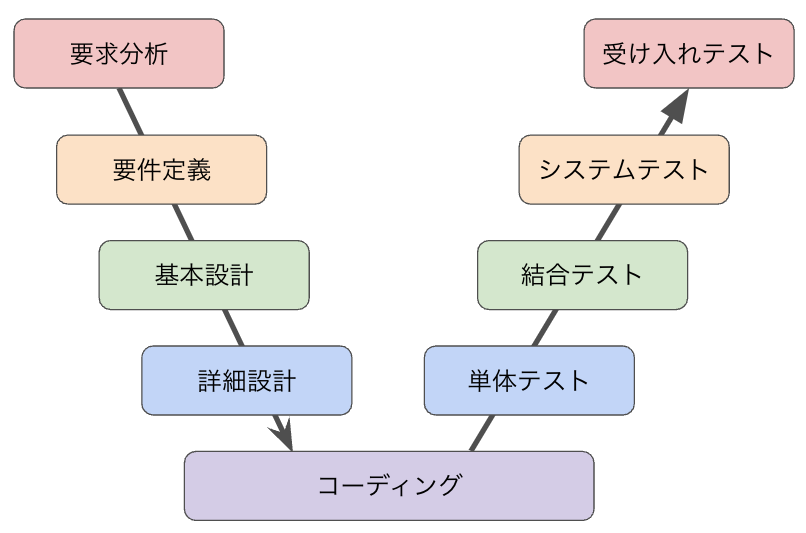 要求分析
受け入れテスト
要件定義
システムテスト
基本設計
結合テスト
詳細設計
単体テスト
コーディング